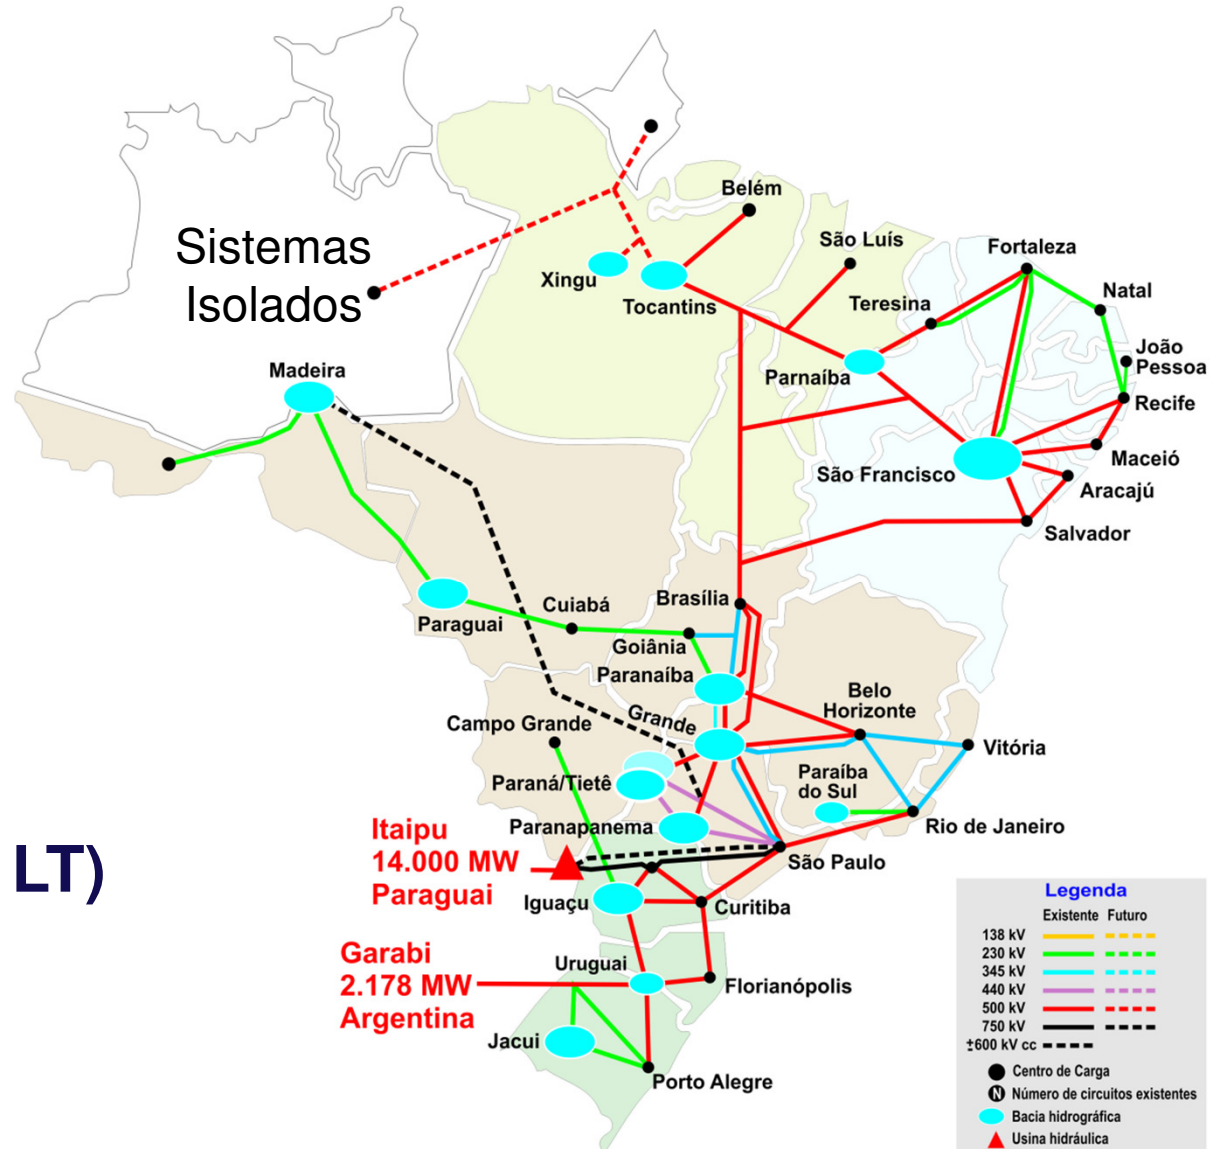 Belém
São Luís
Fortaleza
Sistemas
Isolados
Xingu
Tocantins
Teresina
Natal
João
Pessoa
Madeira
Parnaíba
Recife
São Francisco
Maceió
Aracajú
Salvador
Paraguai
Cuiabá
Brasília
Goiânia
Paranaíba
Belo
Horizonte
Grande
Campo Grande
Vitória
Paraná/Tietê
Paraíba
do Sul
Paranapanema
Rio de Janeiro
Itaipu
14.000 MW
Paraguai
São Paulo
LT)
Iguaçu
Curitiba
Garabi
2.178 MW
Argentina
Uruguai
Florianópolis
Jacui
Porto Alegre
Legenda
Existente Futuro
138 kV
230 kV
345 kV
440 kV
500 kV
750 kV
±600 kV cc
Centro de Carga
N Número de circuitos existentes
Bacia hidrográfica
Usina hidráulica